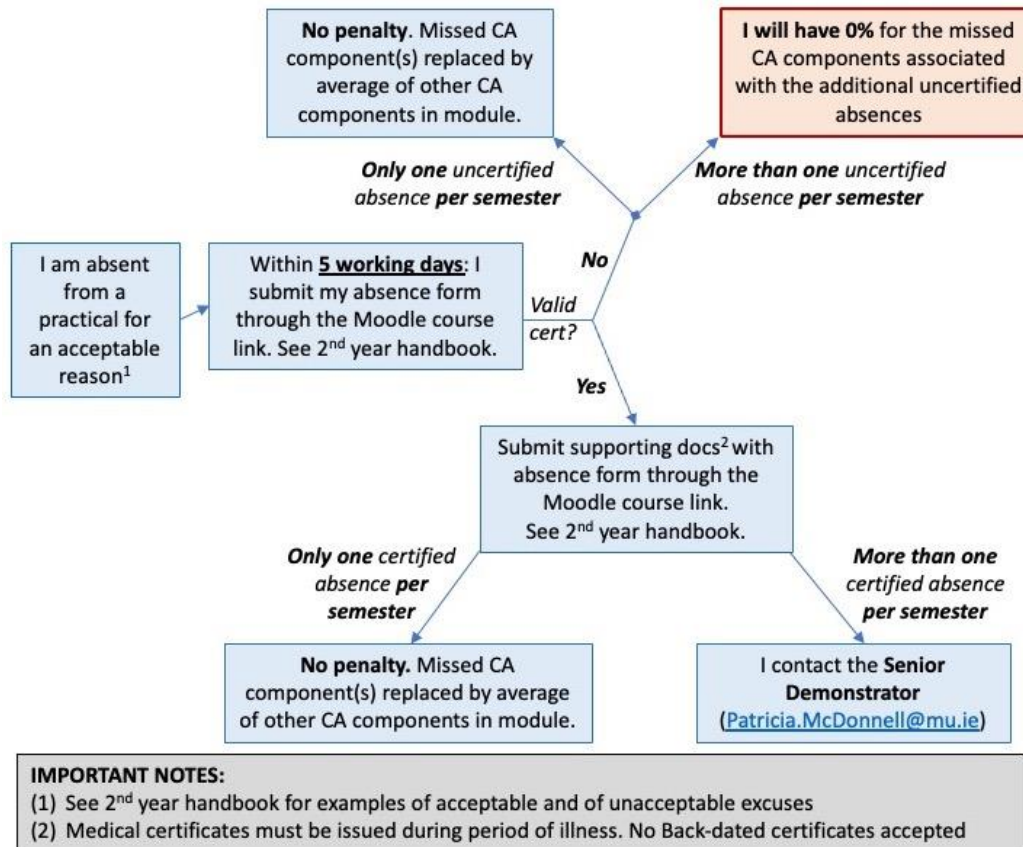 No penalty. Missed CA
component(s) replaced by
average of other CA
components in module.
I will have 0% for the missed
CA components associated
with the additional uncertified
absences
Only one uncertified
absence per semester
More than one uncertified
absence per semester
I am absent
from a
practical for
an acceptable
reason1
Within 5 working days: I
submit my absence form
through the Moodle course
link. See 2nd year handbook.
Valid
cert?
No
Yes
Submit supporting docs2 with
absence form through the
Moodle course link.
See 2nd year handbook.
Only one certified
absence per
semester
More than one
certified absence
per semester
No penalty. Missed CA
component(s) replaced by average
of other CA components in module.
I contact the Senior
Demonstrator
(Patricia.McDonnell@mu.ie)
IMPORTANT NOTES:
(1) See 2nd year handbook for examples of acceptable and of unacceptable excuses
(2) Medical certificates must be issued during period of illness. No Back-dated certificates accepted